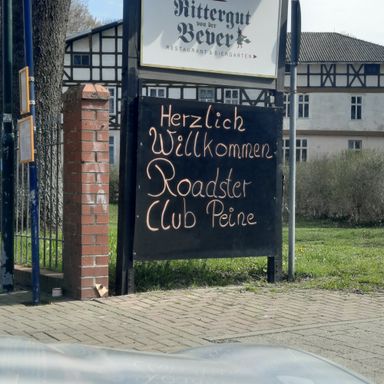 Rittergut
von der
Bever
RESTAURANT & BIERGARTEN
Herzlich
Willkommen
Roadster
Club Peine